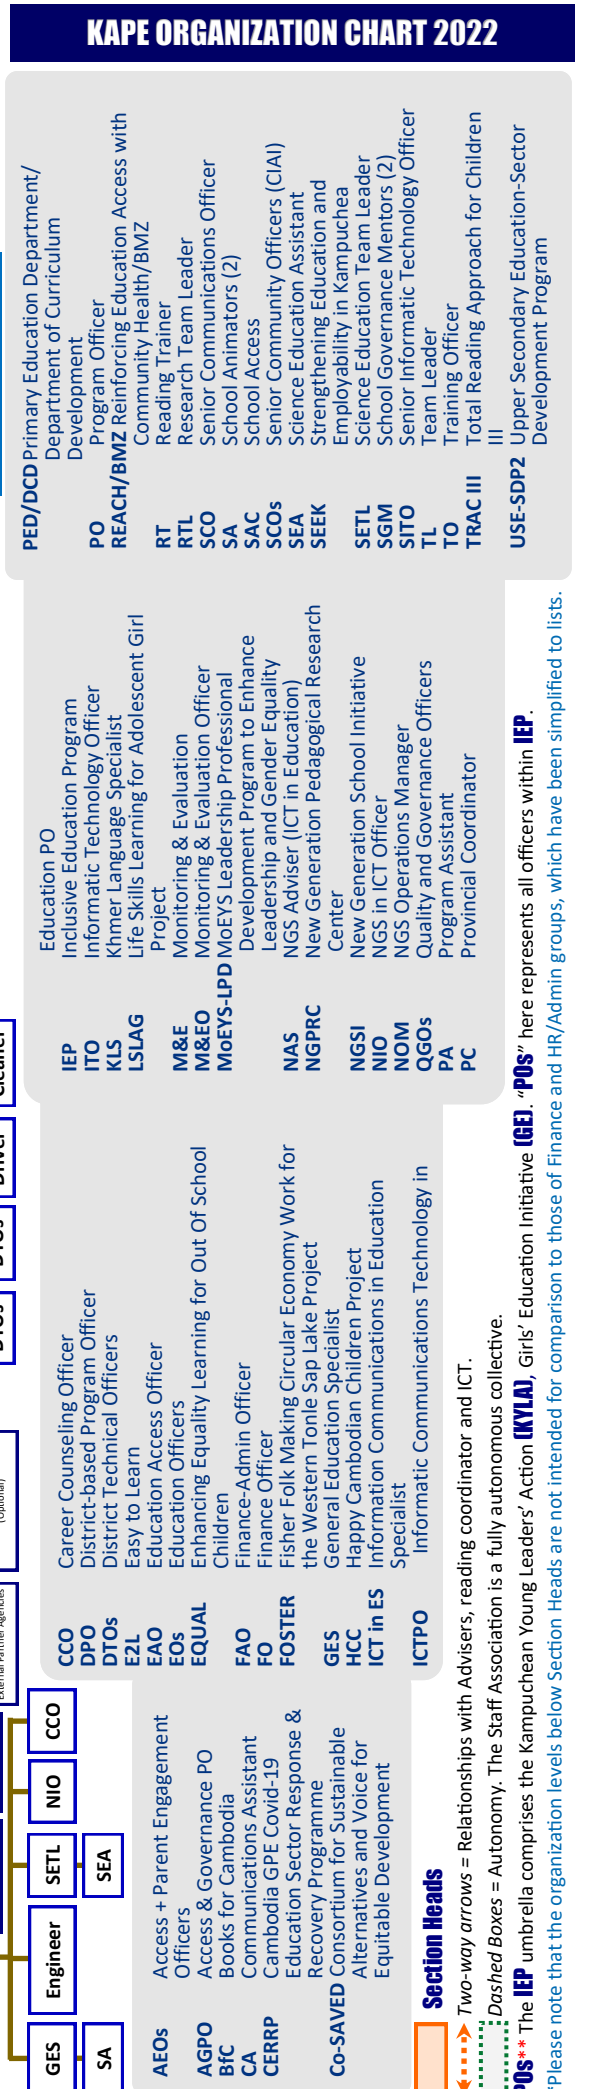 KAPE ORGANIZATION CHART 2022
External Partner Agencies
(Optional)
DTOs
DTOs
Driver
Cleaner
GES
Engineer
SETL
NIO
CCO
SA
SEA
AEOs Access + Parent Engagement
Officers
AGPO Access & Governance PO
BfC Books for Cambodia
CA Communications Assistant
CERRP Cambodia GPE Covid-19
Education Sector Response &
Recovery Programme
Co-SAVED Consortium for Sustainable
Alternatives and Voice for
Equitable Development
CCO Career Counseling Officer
DPO District-based Program Officer
DTOs District Technical Officers
E2L Easy to Learn
EAO Education Access Officer
EOs Education Officers
EQUAL Enhancing Equality Learning for Out Of School
Children
FAO Finance-Admin Officer
FO Finance Officer
FOSTER Fisher Folk Making Circular Economy Work for
the Western Tonle Sap Lake Project
GES General Education Specialist
HCC Happy Cambodian Children Project
ICT in ES Information Communications in Education
Specialist
ICTPO Informatic Communications Technology in
Education PO
IEP Inclusive Education Program
ITO Informatic Technology Officer
KLS Khmer Language Specialist
LSLAG Life Skills Learning for Adolescent Girl
Project
M&E Monitoring & Evaluation
M&EO Monitoring & Evaluation Officer
MoEYS-LPD MoEYS Leadership Professional
Development Program to Enhance
Leadership and Gender Equality
NAS NGS Adviser (ICT in Education)
NGPRC New Generation Pedagogical Research
Center
NGSI New Generation School Initiative
NIO NGS in ICT Officer
NOM NGS Operations Manager
QGOs Quality and Governance Officers
PA Program Assistant
PC Provincial Coordinator
PED/DCD Primary Education Department/
Department of Curriculum
Development
PO Program Officer
REACH/BMZ Reinforcing Education Access with
Community Health/BMZ
RT Reading Trainer
RTL Research Team Leader
SCO Senior Communications Officer
SA School Animators (2)
SAC School Access
SCOs Senior Community Officers (CIAI)
SEA Science Education Assistant
SEEK Strengthening Education and
Employability in Kampuchea
SETL Science Education Team Leader
SGM School Governance Mentors (2)
SITO Senior Informatic Technology Officer
TL Team Leader
TO Training Officer
TRAC III Total Reading Approach for Children
III
USE-SDP2 Upper Secondary Education-Sector
Development Program
Section Heads
Two-way arrows = Relationships with Advisers, reading coordinator and ICT.
Dashed Boxes = Autonomy. The Staff Association is a fully autonomous collective.
POs** The IEP umbrella comprises the Kampuchean Young Leaders' Action (KYLA), Girls' Education Initiative (GE). "POs" here represents all officers within IEP.
*Please note that the organization levels below Section Heads are not intended for comparison to those of Finance and HR/Admin groups, which have been simplified to lists.